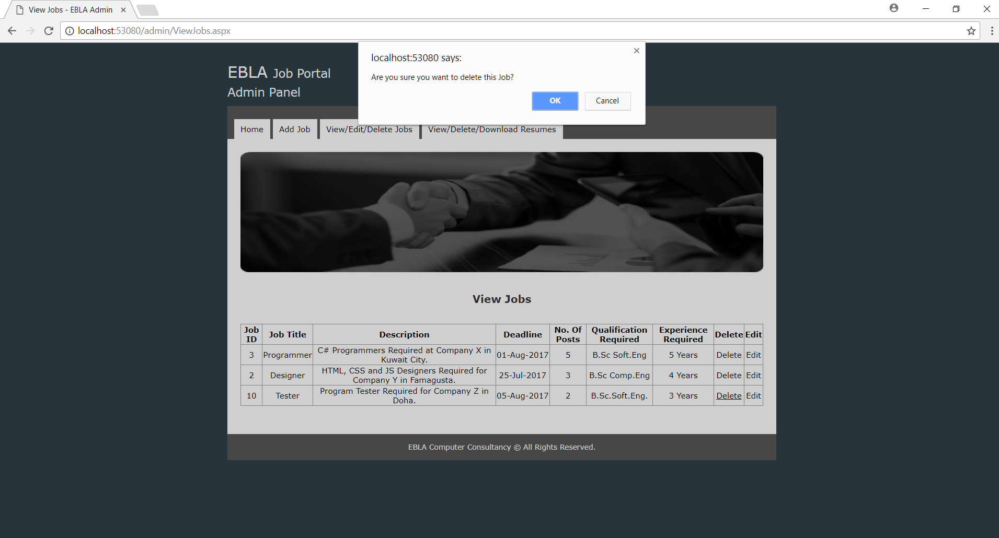 View Jobs - EBLA Admin
localhost:53080/admin/ViewJobs.aspx
localhost:53080 says:
Are you sure you want to delete this Job?
OK Cancel
EBLA Job Portal
Admin Panel
Home Add Job View/Edit/Delete Jobs View/Delete/Download Resumes
View Jobs
Job ID Job Title Description Deadline No. Of Posts Qualification Required Experience Required Delete Edit
3 Programmer C# Programmers Required at Company X in Kuwait City. 01-Aug-2017 5 B.Sc Soft.Eng 5 Years Delete Edit
2 Designer HTML, CSS and JS Designers Required for Company Y in Famagusta. 25-Jul-2017 3 B.Sc Comp.Eng 4 Years Delete Edit
10 Tester Program Tester Required for Company Z in Doha. 05-Aug-2017 2 B.Sc.Soft.Eng. 3 Years Delete Edit
EBLA Computer Consultancy © All Rights Reserved.